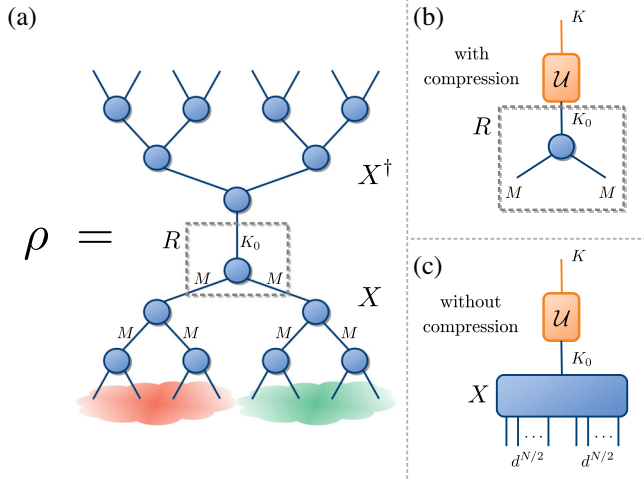 (a)
X†
ρ =
R
K₀
M
M
X
M
M
M
M
(b)
K
with
compression
𝒰
R
K₀
M
M
(c)
K
without
compression
𝒰
K₀
X
... ...
d^{N/2} d^{N/2}